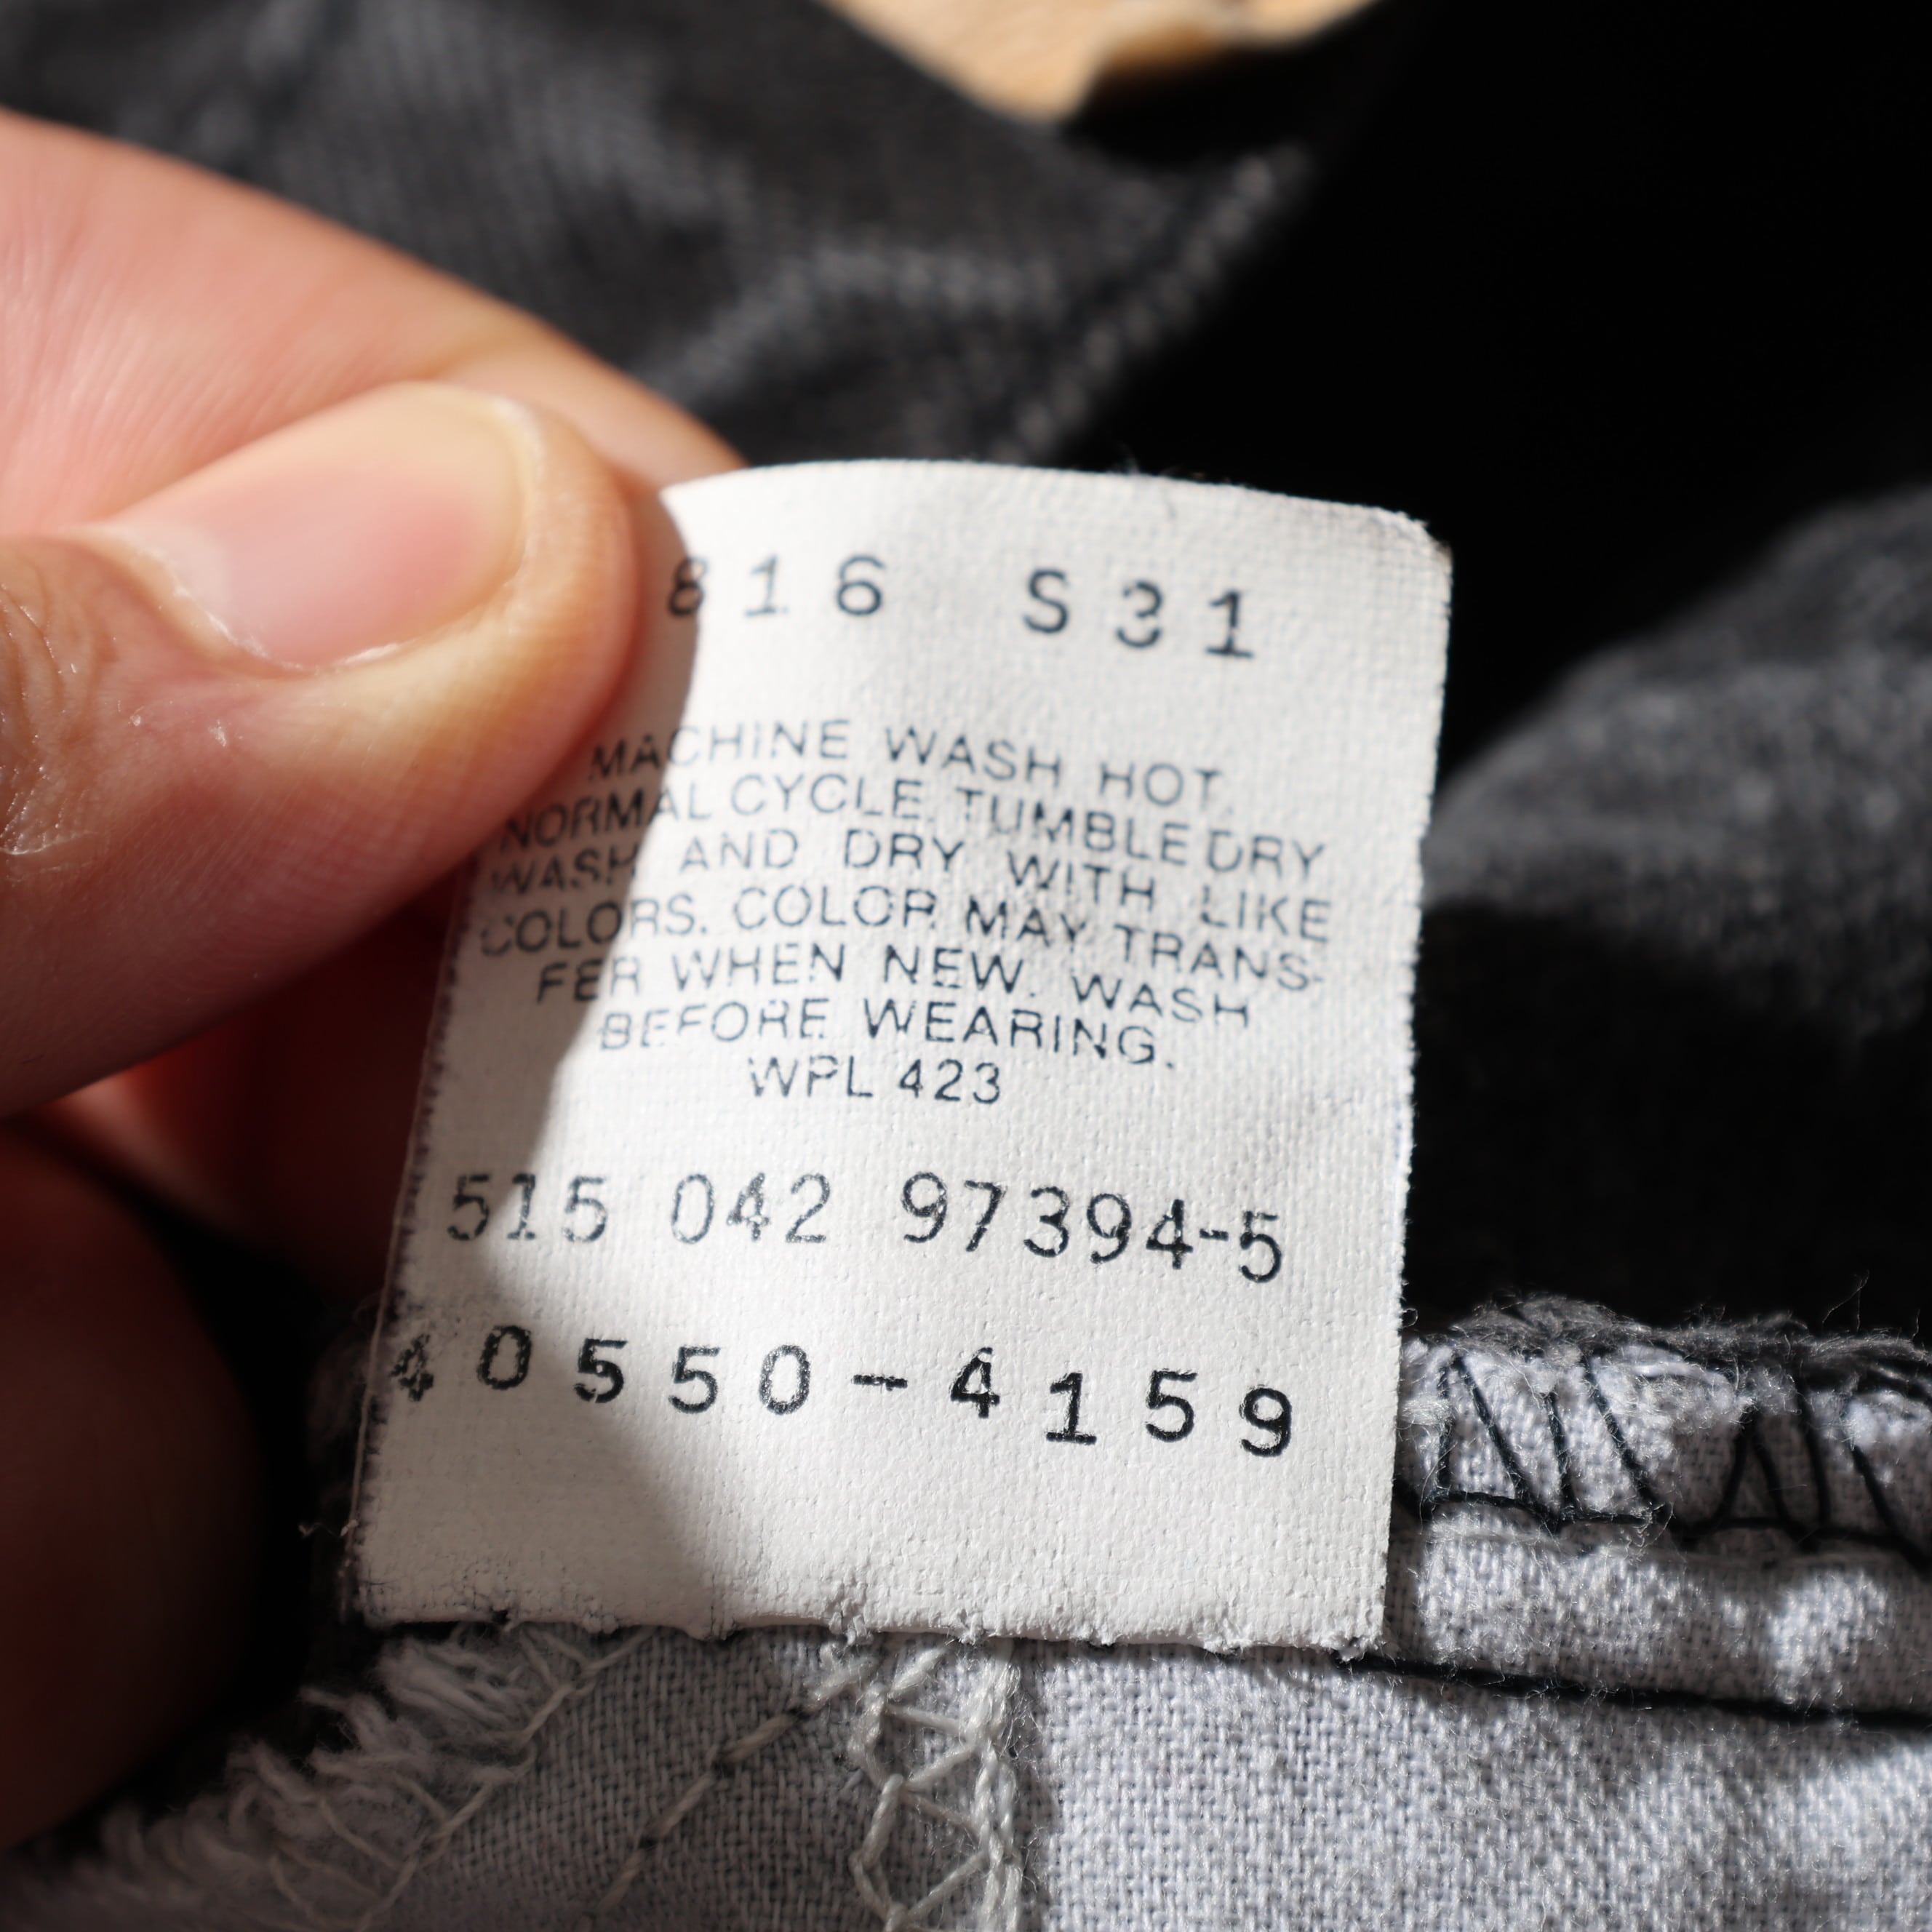 816 S31
MACHINE WASH HOT.
NORMAL CYCLE. TUMBLE DRY
WASH AND DRY WITH LIKE
COLORS. COLOR MAY TRANS-
FER WHEN NEW. WASH
BEFORE WEARING.
WPL 423
515 042 97394-5
40550-4159